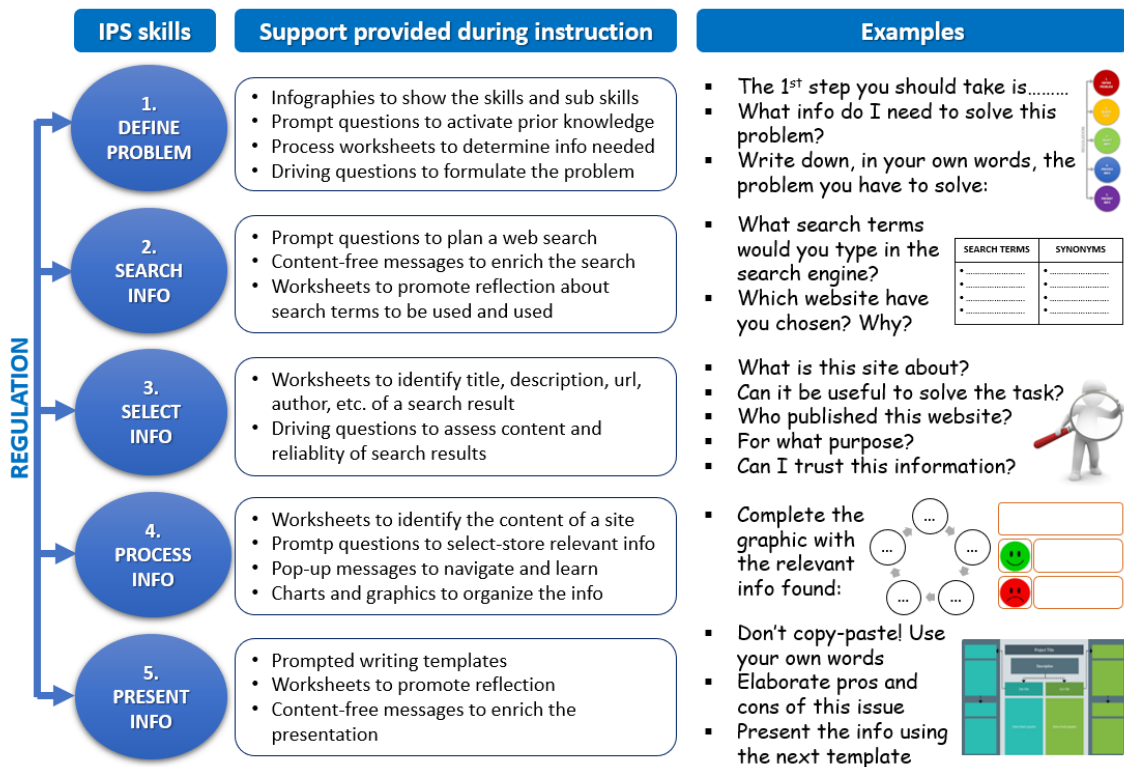 IPS skills
Support provided during instruction
Examples
REGULATION
1.
DEFINE
PROBLEM
• Infographies to show the skills and sub skills
• Prompt questions to activate prior knowledge
• Process worksheets to determine info needed
• Driving questions to formulate the problem
▪ The 1st step you should take is………
▪ What info do I need to solve this
problem?
▪ Write down, in your own words, the
problem you have to solve:
2.
SEARCH
INFO
• Prompt questions to plan a web search
• Content-free messages to enrich the search
• Worksheets to promote reflection about
search terms to be used and used
▪ What search terms
would you type in the
search engine?
▪ Which website have
you chosen? Why?
SEARCH TERMS SYNONYMS
• ........................ • ........................
• ........................ • ........................
• ........................ • ........................
• ........................ • ........................
3.
SELECT
INFO
• Worksheets to identify title, description, url,
author, etc. of a search result
• Driving questions to assess content and
reliablity of search results
▪ What is this site about?
▪ Can it be useful to solve the task?
▪ Who published this website?
▪ For what purpose?
▪ Can I trust this information?
4.
PROCESS
INFO
• Worksheets to identify the content of a site
• Promtp questions to select-store relevant info
• Pop-up messages to navigate and learn
• Charts and graphics to organize the info
▪ Complete the
graphic with
the relevant
info found:
...
... ...
... ...
5.
PRESENT
INFO
• Prompted writing templates
• Worksheets to promote reflection
• Content-free messages to enrich the
presentation
▪ Don't copy-paste! Use
your own words
▪ Elaborate pros and
cons of this issue
▪ Present the info using
the next template
Project Title
Description